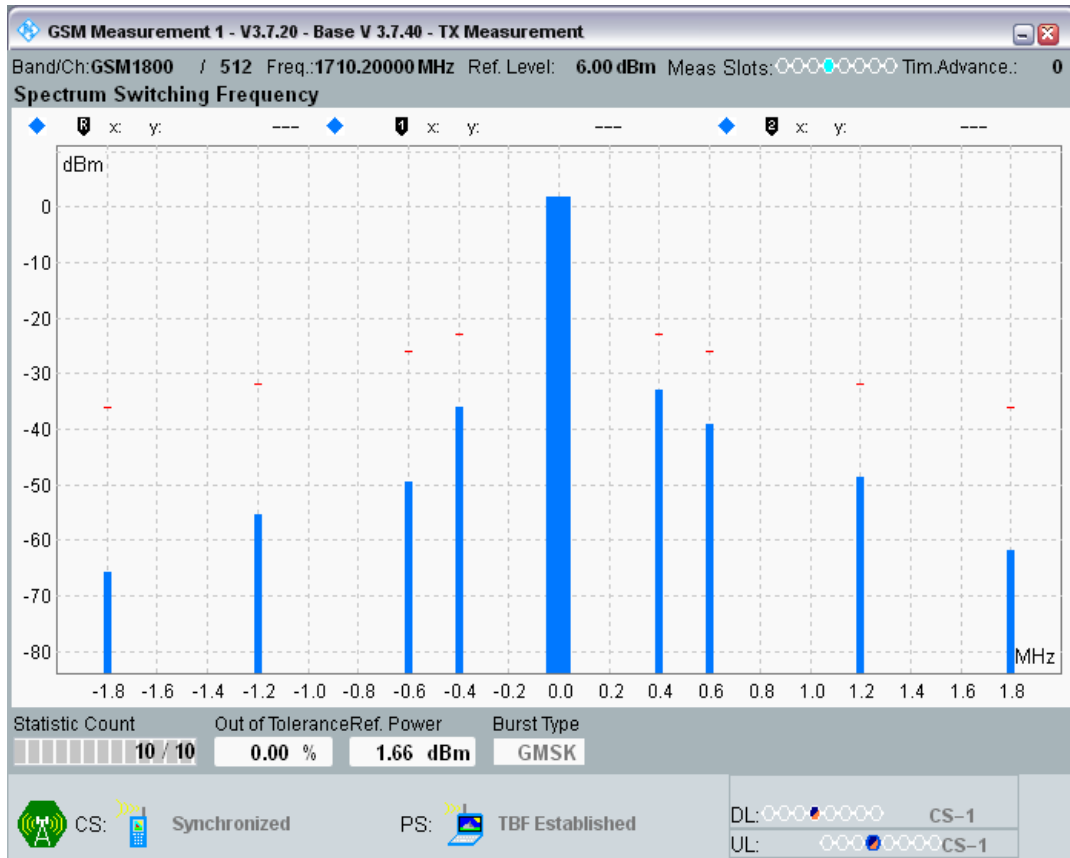 GSM Measurement 1 - V3.7.20 - Base V 3.7.40 - TX Measurement
Band/Ch:GSM1800 / 512 Freq.:1710.20000 MHz Ref. Level: 6.00 dBm Meas Slots: Tim.Advance.: 0
Spectrum Switching Frequency
R x: y: --- 1 x: y: --- 2 x: y: ---
dBm
0
-10
-20
-30
-40
-50
-60
-70
-80
MHz
-1.8 -1.6 -1.4 -1.2 -1.0 -0.8 -0.6 -0.4 -0.2 0.0 0.2 0.4 0.6 0.8 1.0 1.2 1.4 1.6 1.8
Statistic Count Out of Tolerance Ref. Power Burst Type
10 / 10 0.00 % 1.66 dBm GMSK
CS: Synchronized PS: TBF Established
DL: CS-1
UL: CS-1